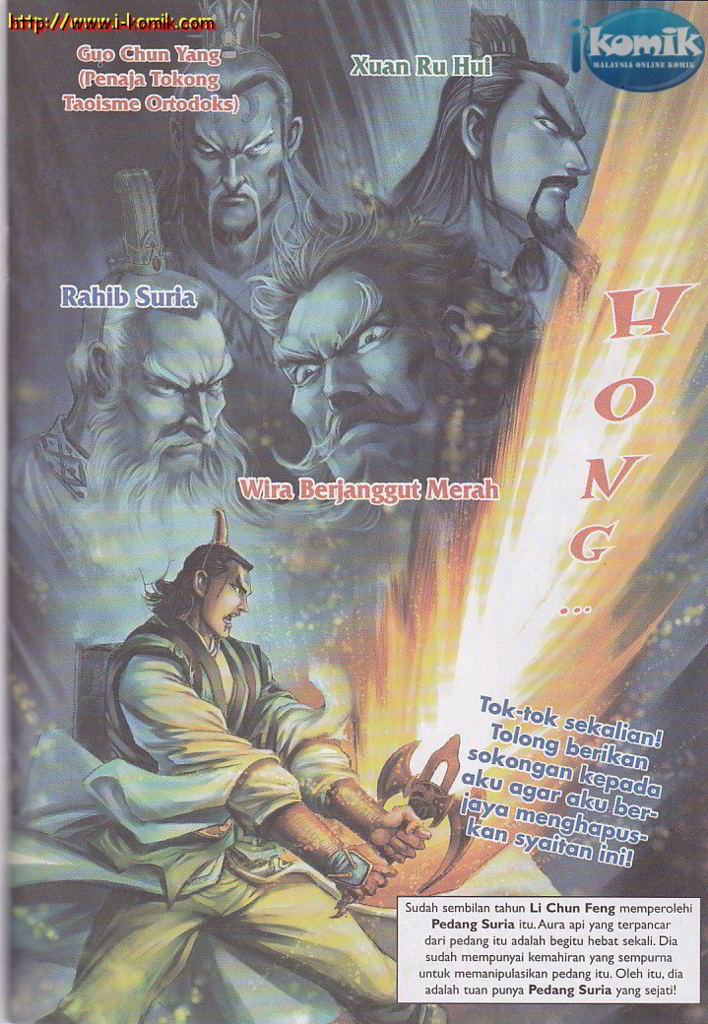 http://www.i-komik.com
ikomik
MALAYSIA ONLINE KOMIK
Guo Chun Yang
(Penaja Tokong
Taoisme Ortodoks)
Xuan Ru Hui
Rahib Suria
Wira Berjanggut Merah
HONG...
Tok-tok sekalian!
Tolong berikan
sokongan kepada
aku agar aku ber-
jaya menghapus-
kan syaitan ini!
Sudah sembilan tahun Li Chun Feng memperolehi
Pedang Suria itu. Aura api yang terpancar
dari pedang itu adalah begitu hebat sekali. Dia
sudah mempunyai kemahiran yang sempurna
untuk memanipulasikan pedang itu. Oleh itu, dia
adalah tuan punya Pedang Suria yang sejati!